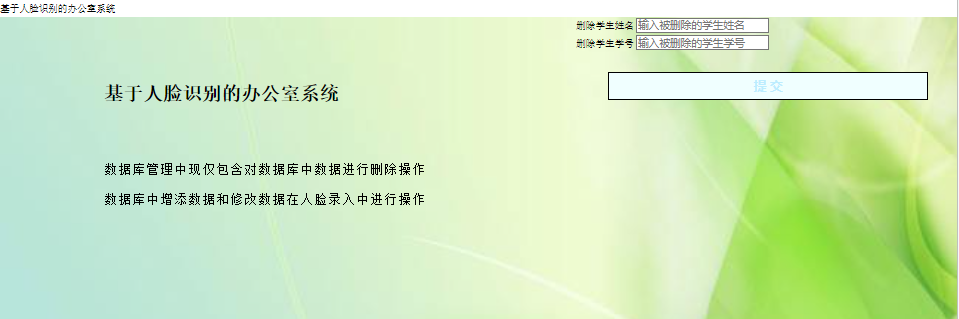 基于人脸识别的办公室系统
删除学生姓名 输入被删除的学生姓名
删除学生学号 输入被删除的学生学号
提 交
基于人脸识别的办公室系统
数据库管理中现仅包含对数据库中数据进行删除操作
数据库中增添数据和修改数据在人脸录入中进行操作